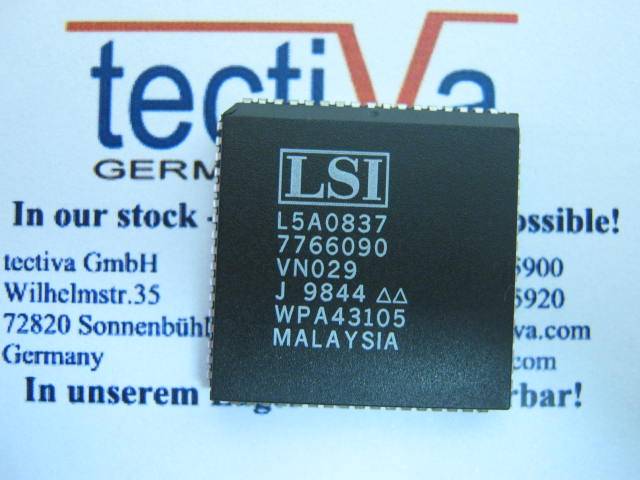 tectiva
GERM
In our stock - ossible!
LSI
L5A0837
7766090
VN029
J 9844 ΔΔ
WPA43105
MALAYSIA
tectiva GmbH 5900
Wilhelmstr.35 5920
72820 Sonnenbühl va.com
Germany com
In unserem rbar!